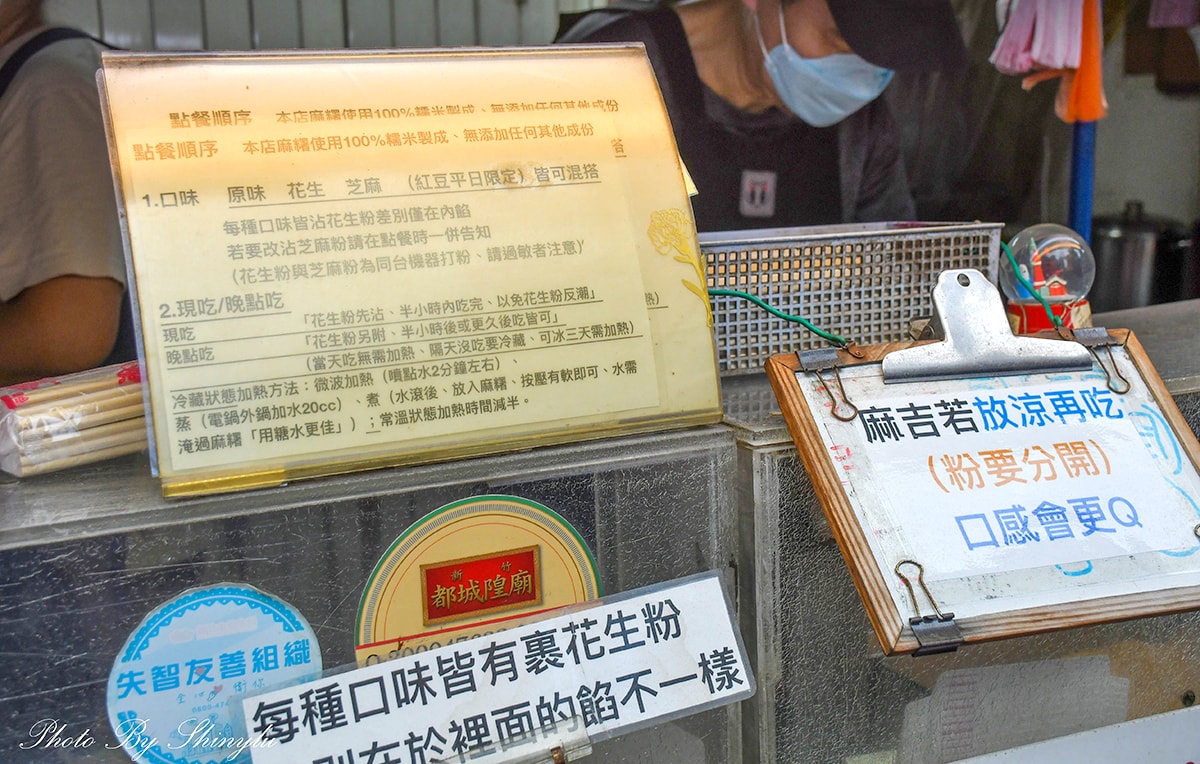 點餐順序 本店麻糬使用100%糯米製成、無添加任何其他成份
點餐順序 本店麻糬使用100%糯米製成、無添加任何其他成份
1.口味 原味 花生 芝麻 (紅豆平日限定) 皆可混搭
每種口味皆沾花生粉差別僅在內餡
若要改沾芝麻粉請在點餐時一併告知
(花生粉與芝麻粉為同台機器打粉、請過敏者注意)
2.現吃/晚點吃
現吃 「花生粉先沾、半小時內吃完、以免花生粉反潮」
晚點吃 「花生粉另附、半小時後或更久後吃皆可」
(當天吃無需加熱、隔天沒吃要冷藏、可冰三天需加熱)
冷藏狀態加熱方法：微波加熱（噴點水2分鐘左右）、
蒸（電鍋外鍋加水20cc） 煮（水滾後、放入麻糬、按壓有軟即可、水需
淹過麻糬「用糖水更佳」）；常溫狀態加熱時間減半。
麻吉若放涼再吃
(粉要分開)
口感會更Q
新竹
都城隍廟
失智友善組織
每種口味皆有裹花生粉
別在於裡面的餡不一樣
Photo By Shinylu